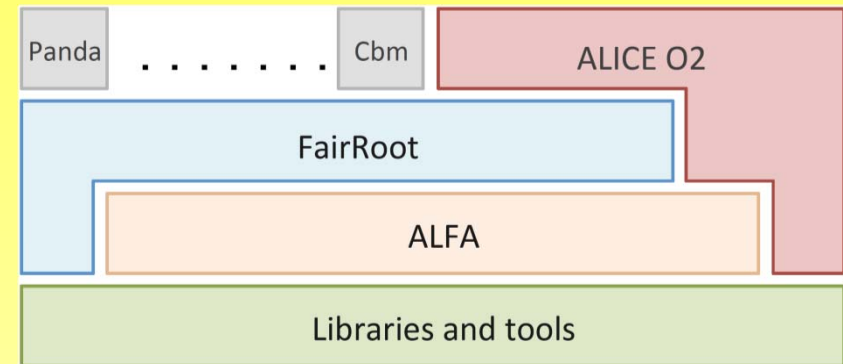 Panda ....... Cbm ALICE O2
FairRoot
ALFA
Libraries and tools